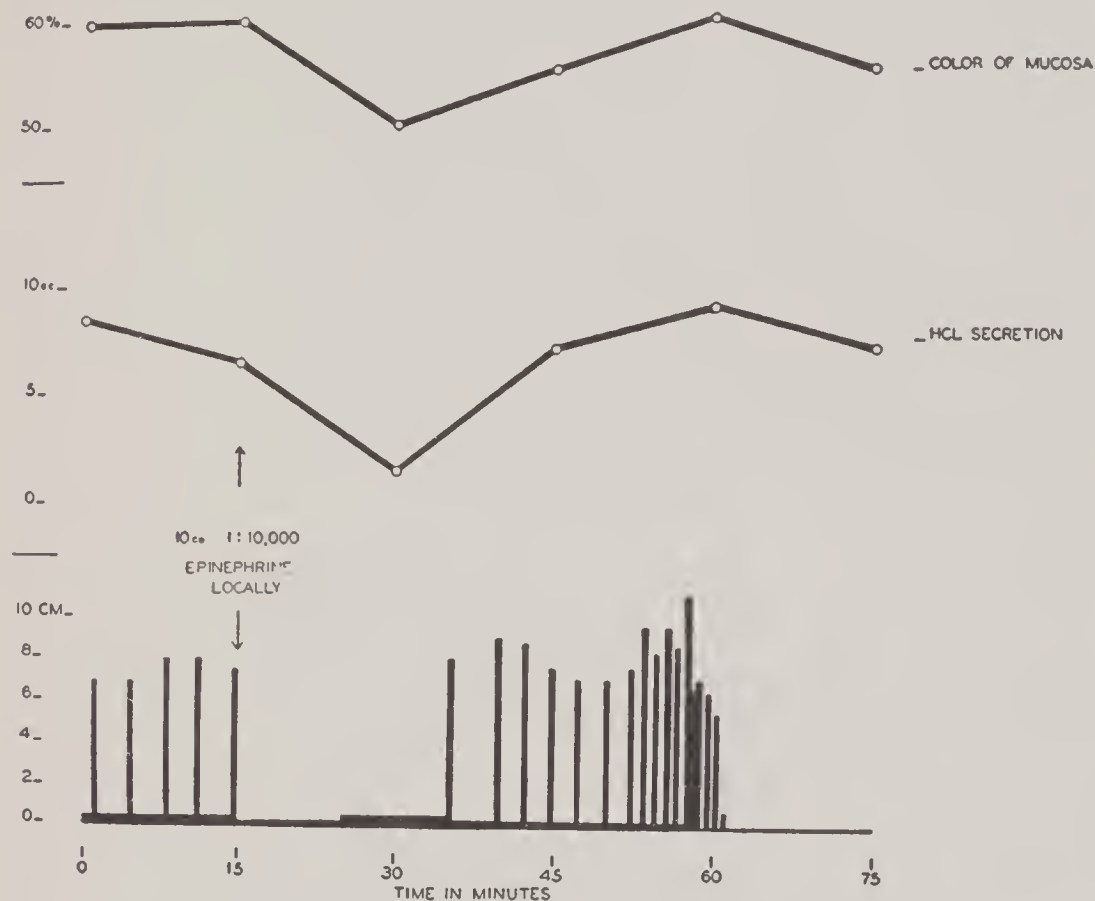 60%
COLOR OF MUCOSA
50
10cc
HCL SECRETION
5
0
10cc 1:10,000
EPINEPHRINE
LOCALLY
10 CM
8
6
4
2
0
0 15 30 45 60 75
TIME IN MINUTES